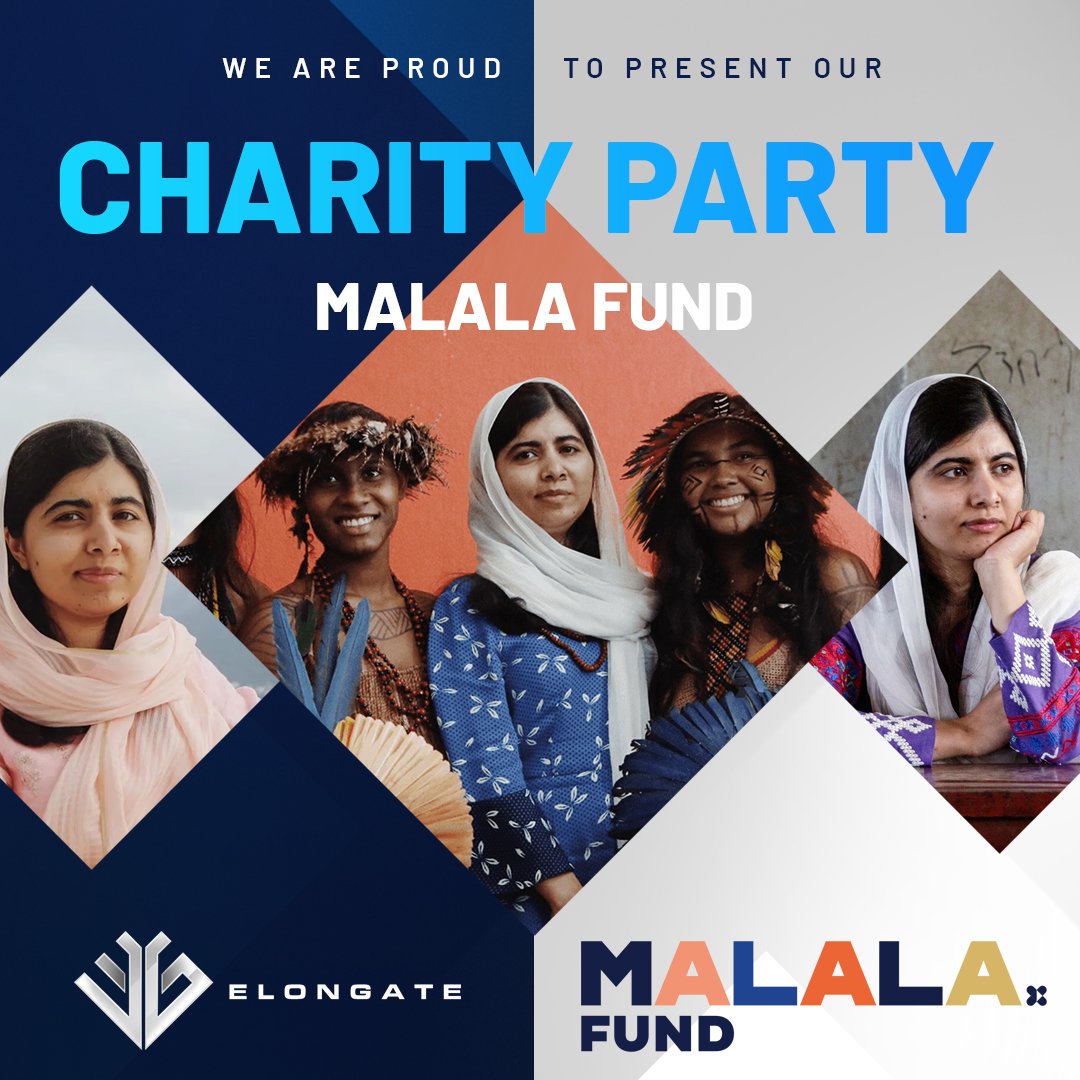 WE ARE PROUD TO PRESENT OUR
CHARITY PARTY
MALALA FUND
ELONGATE
MALALA.
FUND